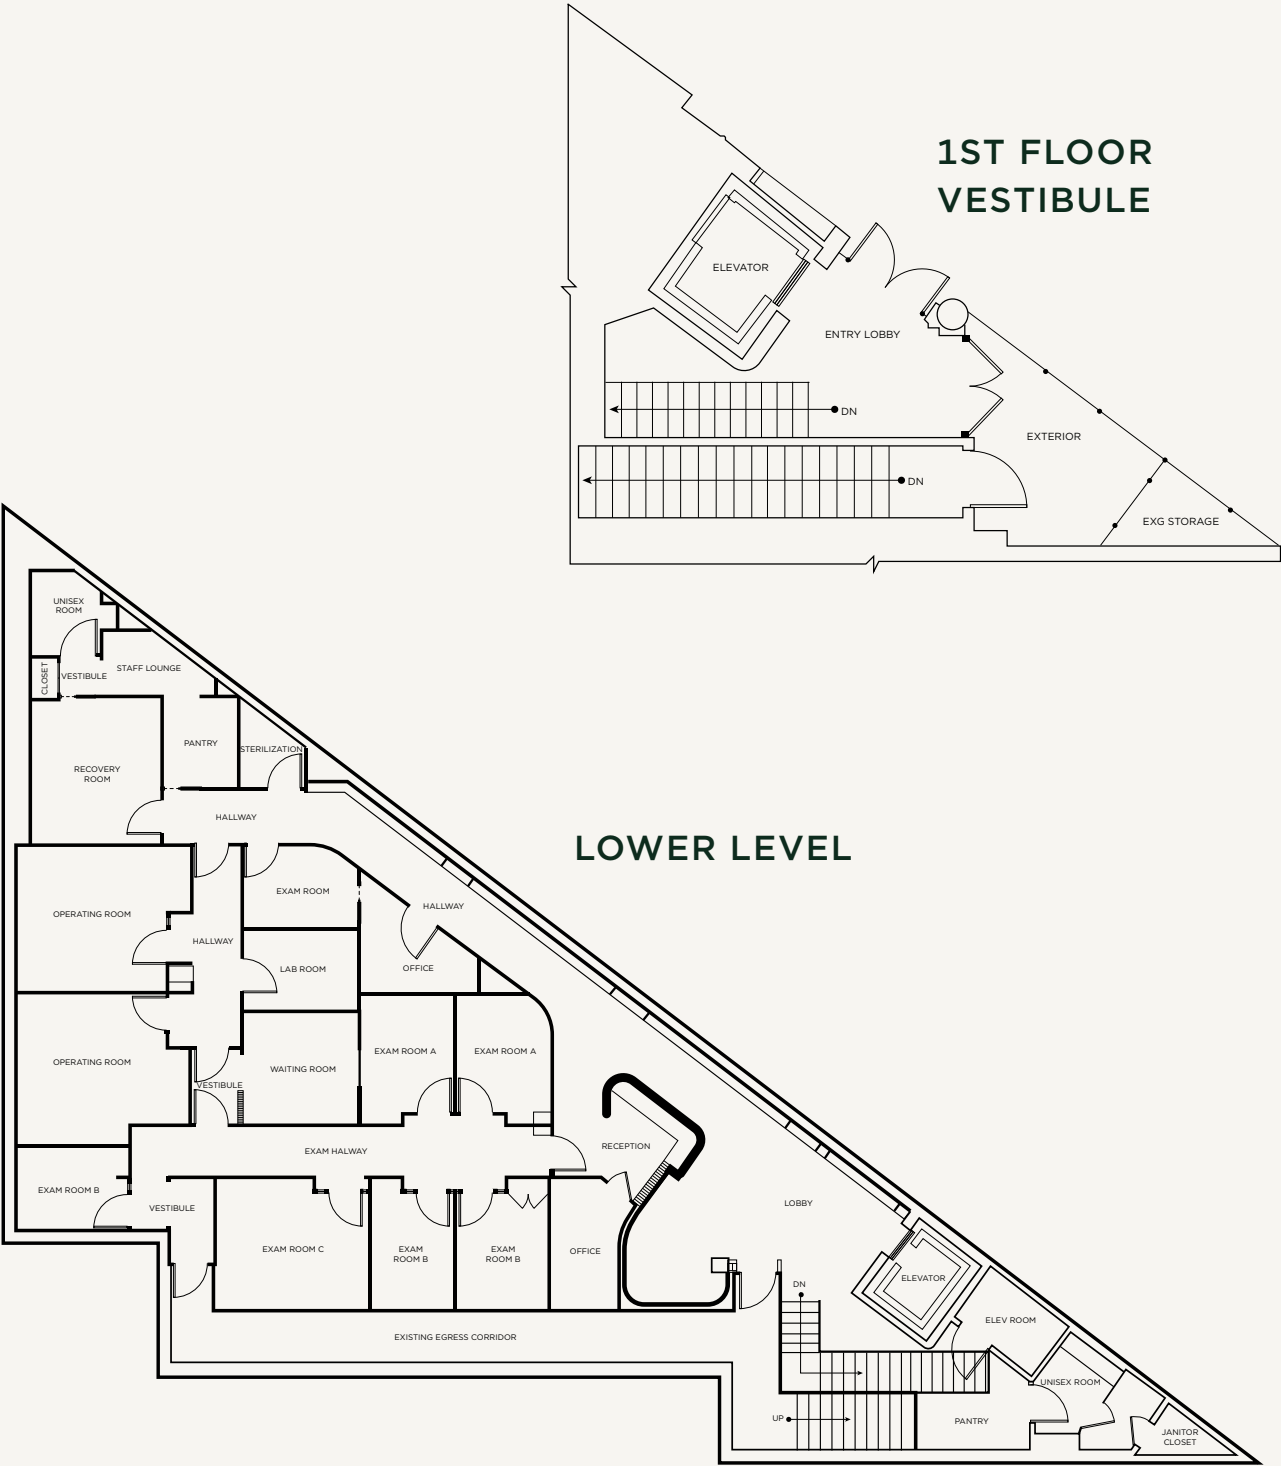 1ST FLOOR
VESTIBULE
ELEVATOR
ENTRY LOBBY
DN
EXTERIOR
DN
EXG STORAGE
LOWER LEVEL
UNISEX
ROOM
CLOSET
VESTIBULE
STAFF LOUNGE
PANTRY
STERILIZATION
RECOVERY
ROOM
HALLWAY
EXAM ROOM
HALLWAY
OPERATING ROOM
HALLWAY
LAB ROOM
OFFICE
OPERATING ROOM
VESTIBULE
WAITING ROOM
EXAM ROOM A
EXAM ROOM A
EXAM HALWAY
RECEPTION
EXAM ROOM B
VESTIBULE
LOBBY
EXAM ROOM C
EXAM
ROOM B
EXAM
ROOM B
OFFICE
DN
ELEVATOR
ELEV ROOM
EXISTING EGRESS CORRIDOR
UNISEX ROOM
UP
PANTRY
JANITOR
CLOSET